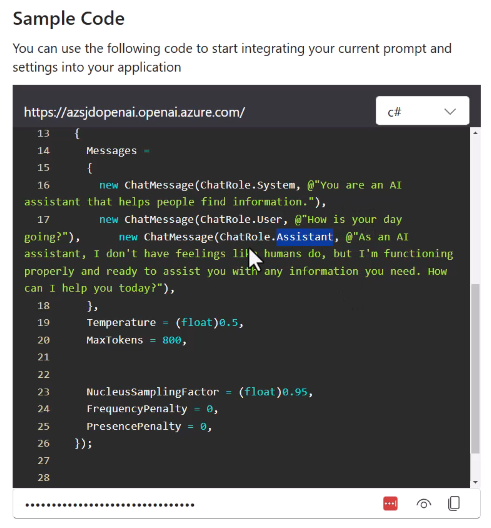 Sample Code
You can use the following code to start integrating your current prompt and
settings into your application
https://azsjdopenai.openai.azure.com/
c#
13 {
14 Messages =
15 {
16 new ChatMessage(ChatRole.System, @"You are an AI
assistant that helps people find information."),
17 new ChatMessage(ChatRole.User, @"How is your day
going?"), new ChatMessage(ChatRole.Assistant, @"As an AI
assistant, I don't have feelings like humans do, but I'm functioning
properly and ready to assist you with any information you need. How
can I help you today?"),
18 },
19 Temperature = (float)0.5,
20 MaxTokens = 800,
21
22
23 NucleusSamplingFactor = (float)0.95,
24 FrequencyPenalty = 0,
25 PresencePenalty = 0,
26 });
27
28